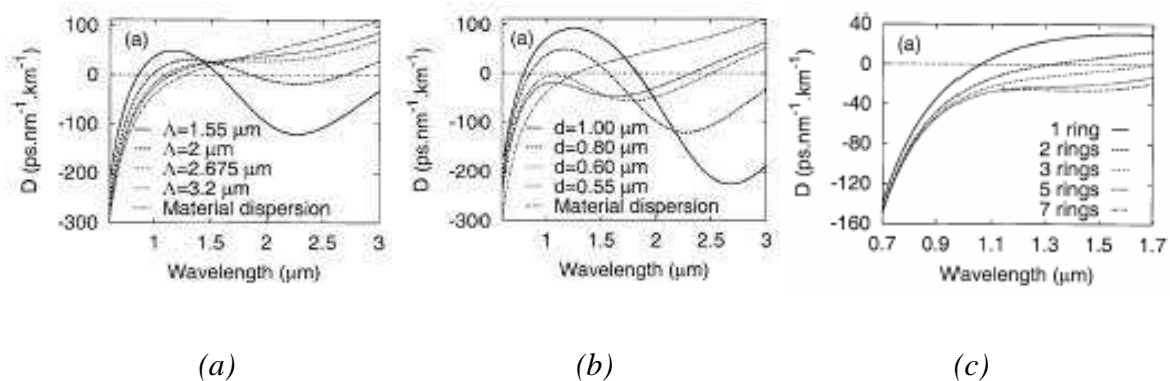 100
0
-100
-200
-300
D (ps.nm⁻¹.km⁻¹)
(a)
Λ=1.55 μm
Λ=2 μm
Λ=2.675 μm
Λ=3.2 μm
Material dispersion
1 1.5 2 2.5 3
Wavelength (μm)
100
0
-100
-200
-300
D (ps.nm⁻¹.km⁻¹)
(a)
d=1.00 μm
d=0.80 μm
d=0.60 μm
d=0.55 μm
Material dispersion
1 1.5 2 2.5 3
Wavelength (μm)
40
0
-40
-80
-120
-160
D (ps.nm⁻¹.km⁻¹)
(a)
1 ring
2 rings
3 rings
5 rings
7 rings
0.7 0.9 1.1 1.3 1.5 1.7
Wavelength (μm)
(a) (b) (c)